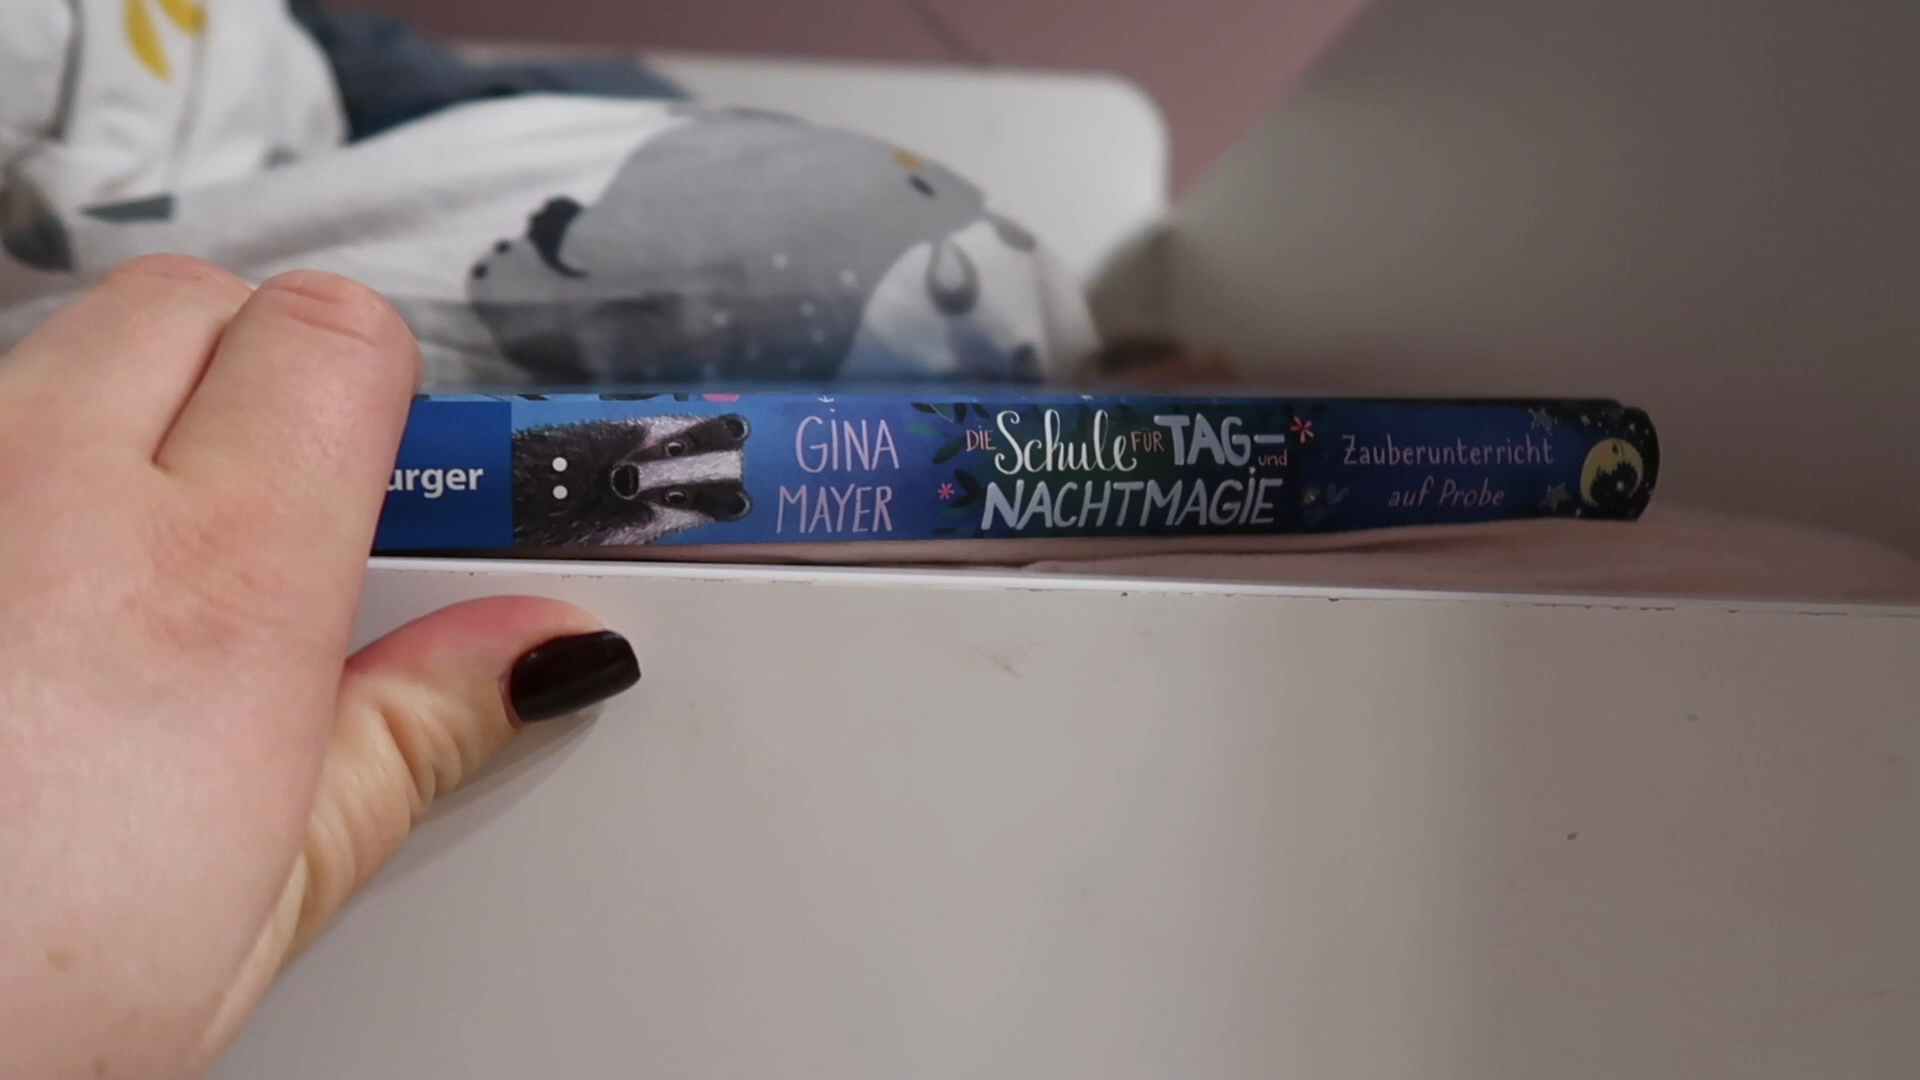 urger
GINA
MAYER
DIE Schule FÜR TAG-
und
NACHTMAGIE
Zauberunterricht
auf Probe